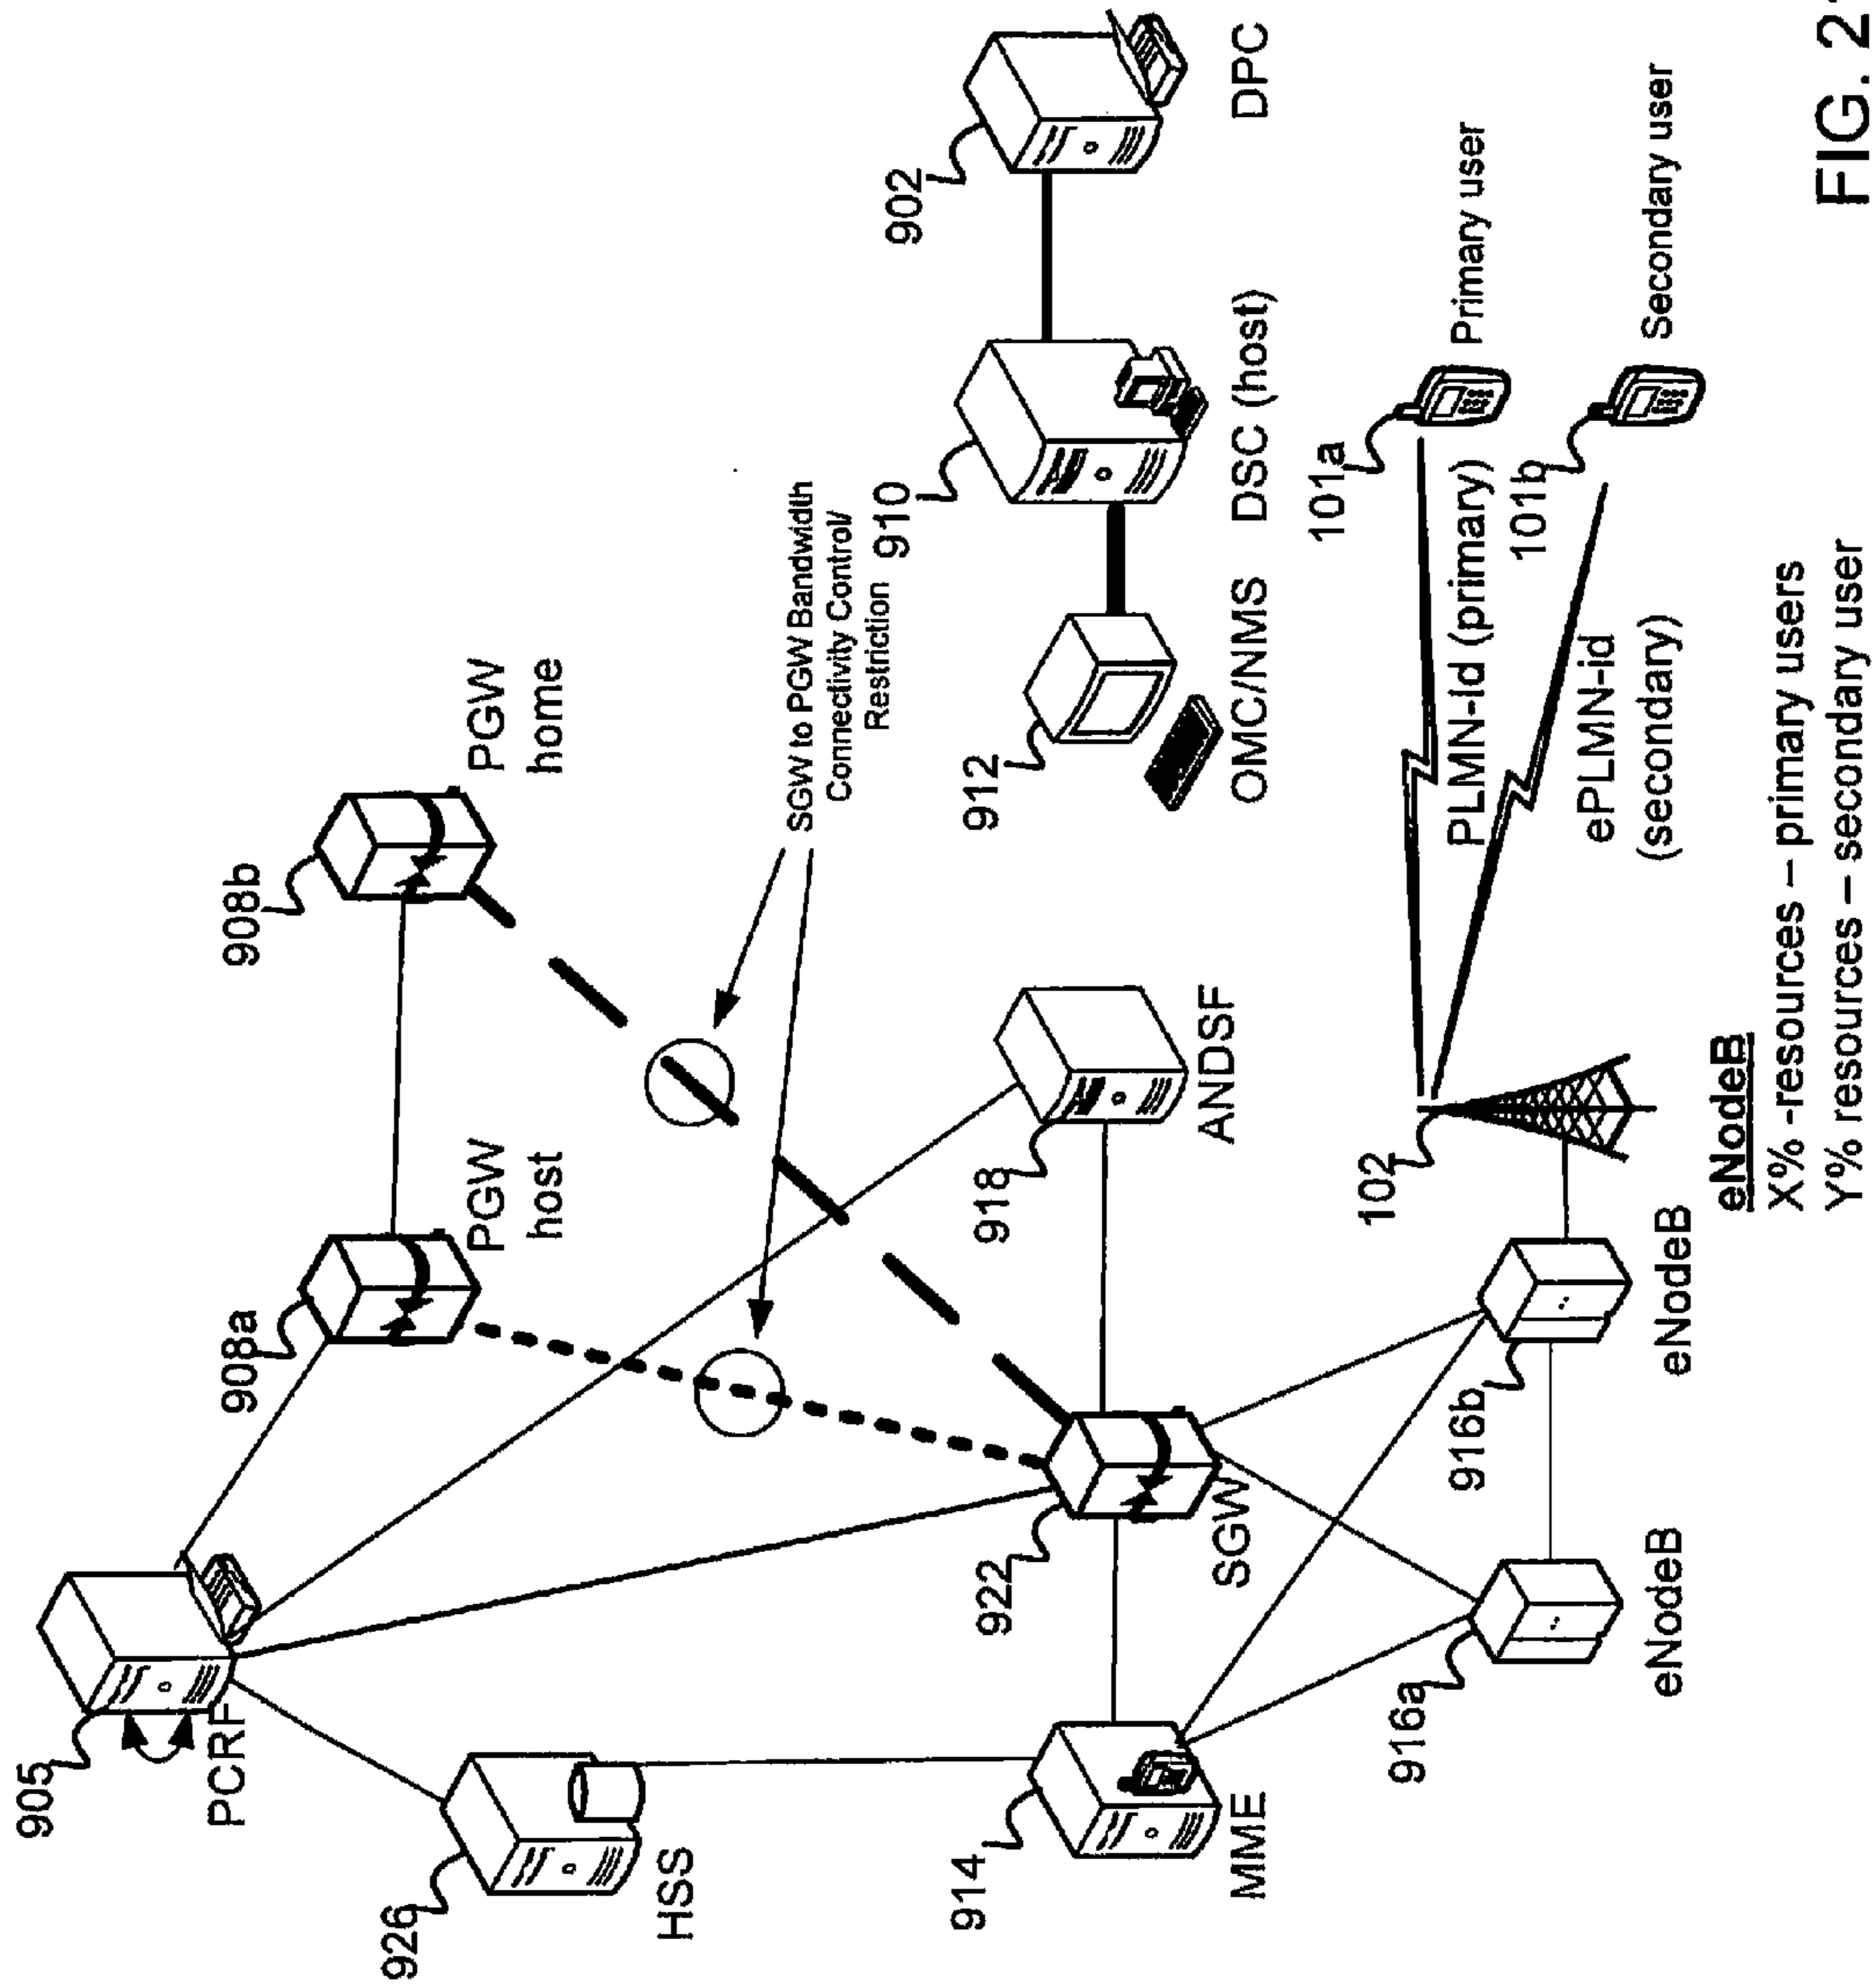 905
PCRF
926
HSS
908a
PGW
host
908b
PGW
home
SGW to PGW Bandwidth
Connectivity Control/
Restriction
914
MME
922
SGW
918
ANDSF
912
OMC/NMS
910
DSC (host)
902
DPC
916a
eNodeB
916b
eNodeB
102
eNodeB
X% -resources – primary users
Y% resources – secondary user
PLMN-Id (primary)
ePLMN-id
(secondary)
101a
Primary user
101b
Secondary user